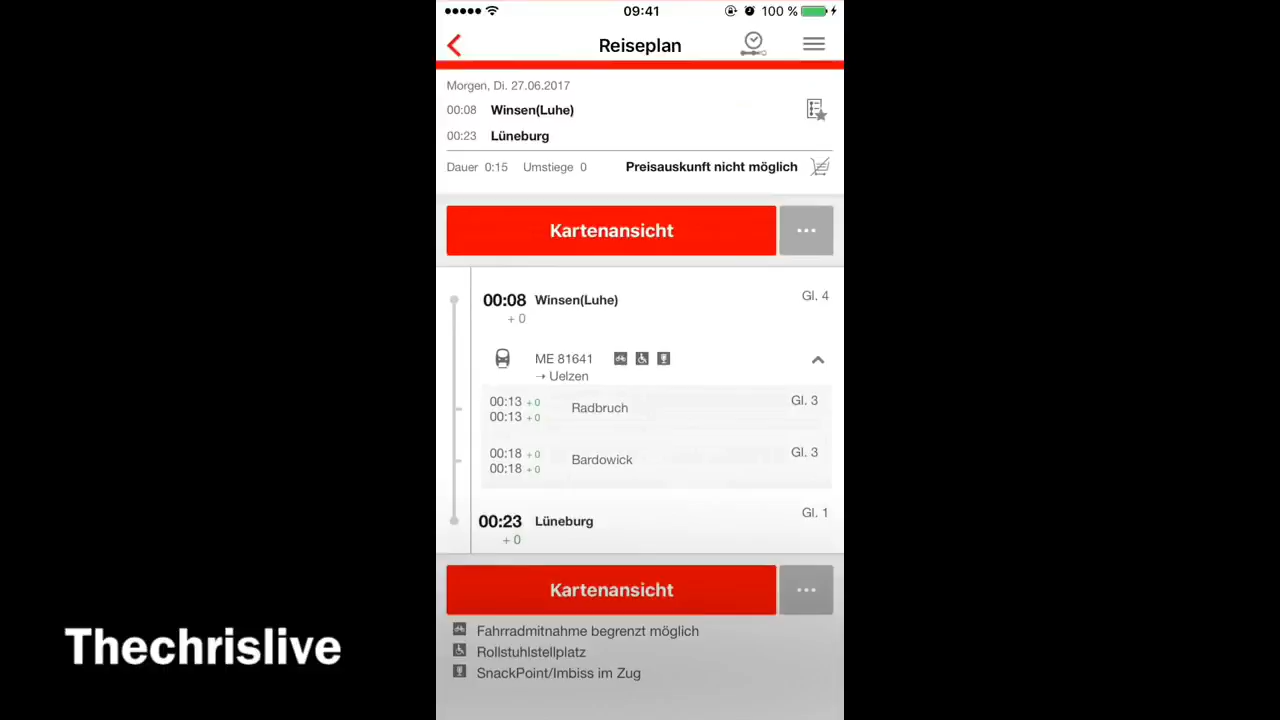 09:41
100 %
Reiseplan
Morgen, Di. 27.06.2017
00:08 Winsen(Luhe)
00:23 Lüneburg
Dauer 0:15 Umstiege 0 Preisauskunft nicht möglich
Kartenansicht ...
00:08 Winsen(Luhe) Gl. 4
+ 0
ME 81641
→ Uelzen
00:13 +0 Radbruch Gl. 3
00:13 +0
00:18 +0 Bardowick Gl. 3
00:18 +0
00:23 Lüneburg Gl. 1
+ 0
Kartenansicht ...
Fahrradmitnahme begrenzt möglich
Rollstuhlstellplatz
SnackPoint/Imbiss im Zug
Thechrislive